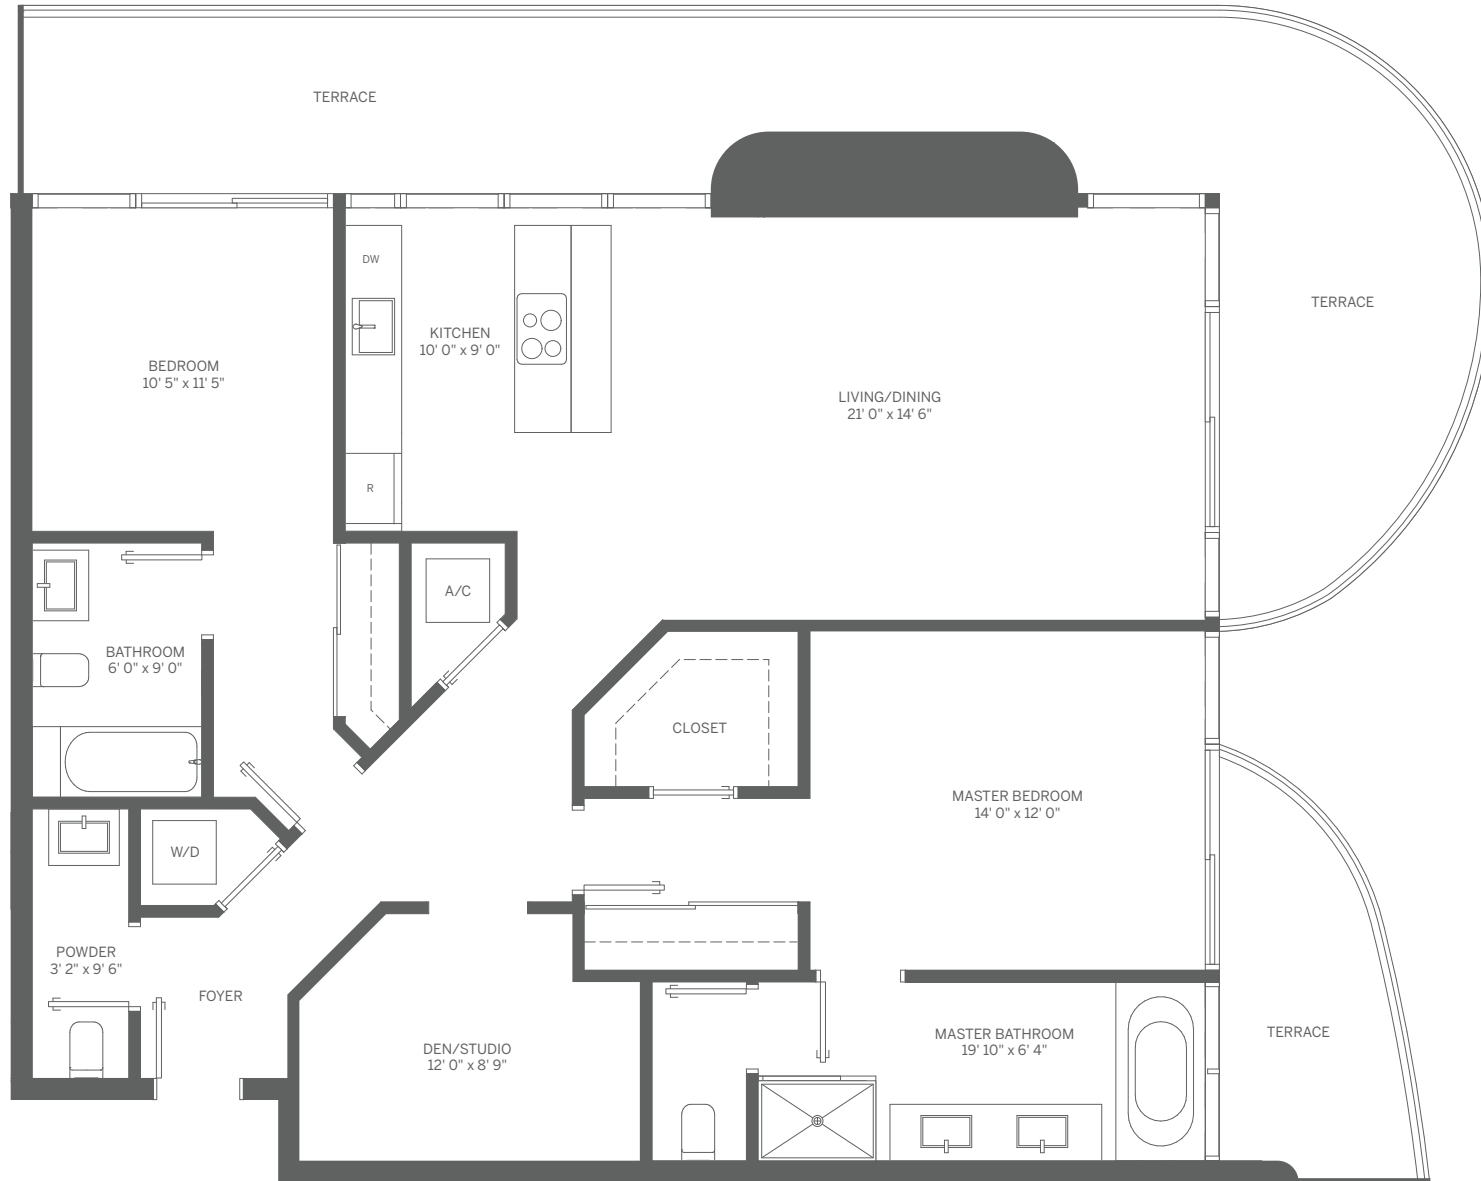 TERRACE
TERRACE
DW
KITCHEN
10' 0" x 9' 0"
BEDROOM
10' 5" x 11' 5"
LIVING/DINING
21' 0" x 14' 6"
R
A/C
BATHROOM
6' 0" x 9' 0"
CLOSET
MASTER BEDROOM
14' 0" x 12' 0"
W/D
POWDER
3' 2" x 9' 6"
FOYER
DEN/STUDIO
12' 0" x 8' 9"
MASTER BATHROOM
19' 10" x 6' 4"
TERRACE